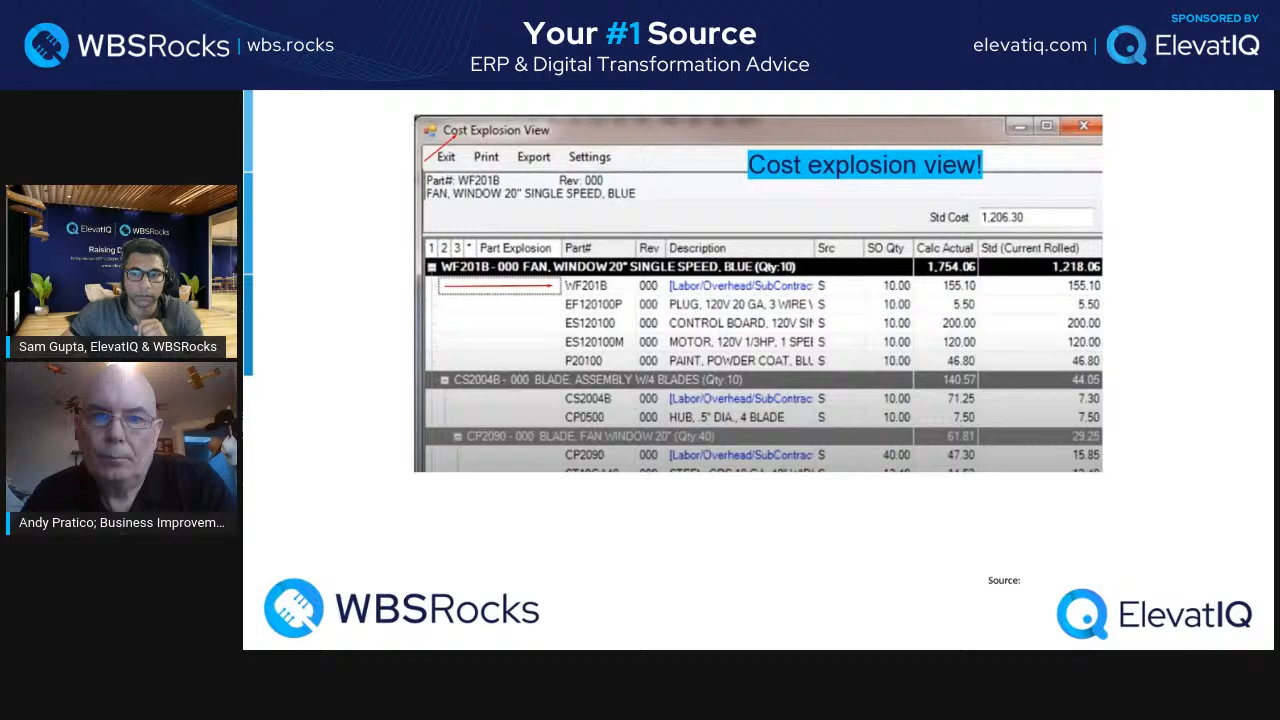 WBSRocks | wbs.rocks
Your #1 Source
ERP & Digital Transformation Advice
SPONSORED BY
elevatiq.com | ElevatIQ
ElevatIQ | WBSRocks
Raising D
Sam Gupta, ElevatIQ & WBSRocks
Andy Pratico; Business Improvem...
Cost Explosion View
Exit Print Export Settings
Cost explosion view!
Part#: WF201B Rev: 000
FAN, WINDOW 20" SINGLE SPEED, BLUE
Std Cost 1,206.30
1 2 3 * Part Explosion Part# Rev Description Src SO Qty Calc Actual Std (Current Rolled)
WF201B - 000 FAN, WINDOW 20" SINGLE SPEED, BLUE (Qty:10) 1,754.06 1,218.06
WF201B 000 [Labor/Overhead/SubContrac S 10.00 155.10 155.10
EF120100P 000 PLUG, 120V 20 GA, 3 WIRE S 10.00 5.50 5.50
ES120100 000 CONTROL BOARD, 120V SIN S 10.00 200.00 200.00
ES120100M 000 MOTOR, 120V 1/3HP, 1 SPEE S 10.00 120.00 120.00
P20100 000 PAINT, POWDER COAT, BLU S 10.00 46.80 46.80
CS2004B - 000 BLADE, ASSEMBLY W/4 BLADES (Qty:10) 140.57 44.05
CS2004B 000 [Labor/Overhead/SubContrac S 10.00 71.25 7.30
CP0500 000 HUB, .5" DIA., 4 BLADE S 10.00 7.50 7.50
CP2090 - 000 BLADE, FAN WINDOW 20" (Qty:40) 61.81 29.25
CP2090 000 [Labor/Overhead/SubContrac S 40.00 47.30 15.85
Source:
WBSRocks
ElevatIQ